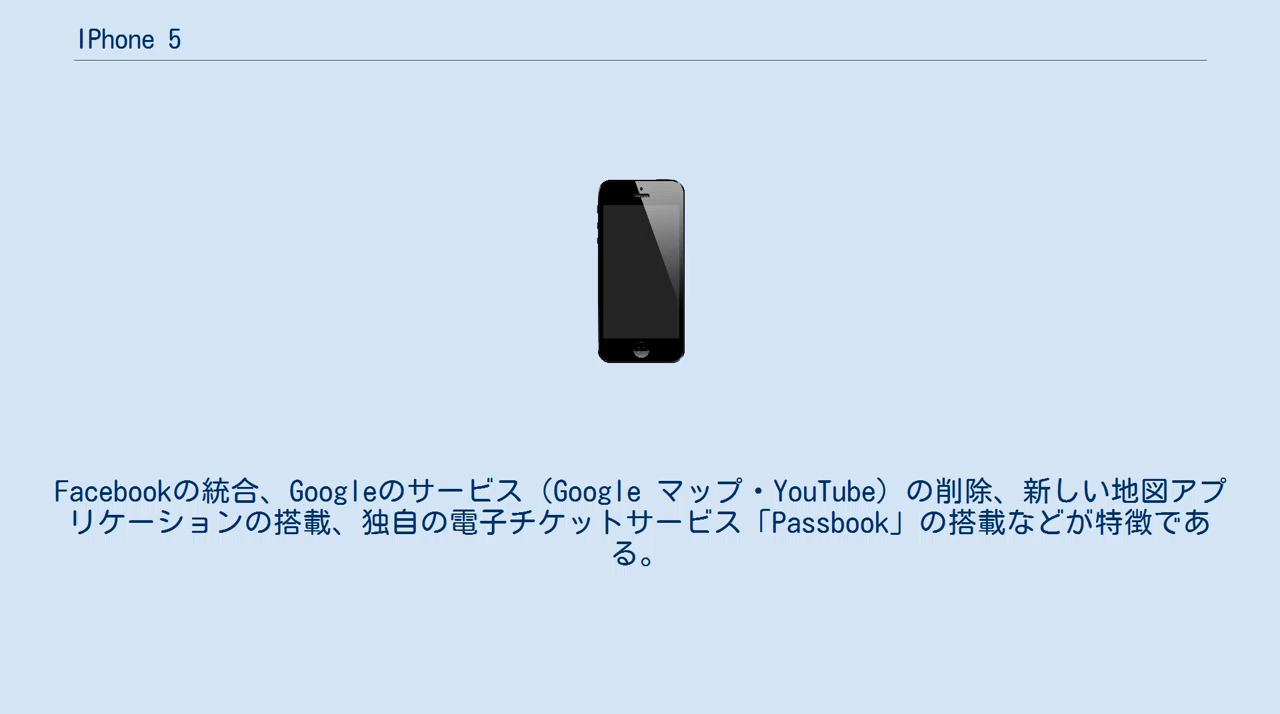 IPhone 5
Facebookの統合、Googleのサービス（Google マップ・YouTube）の削除、新しい地図アプ
リケーションの搭載、独自の電子チケットサービス「Passbook」の搭載などが特徴であ
る。